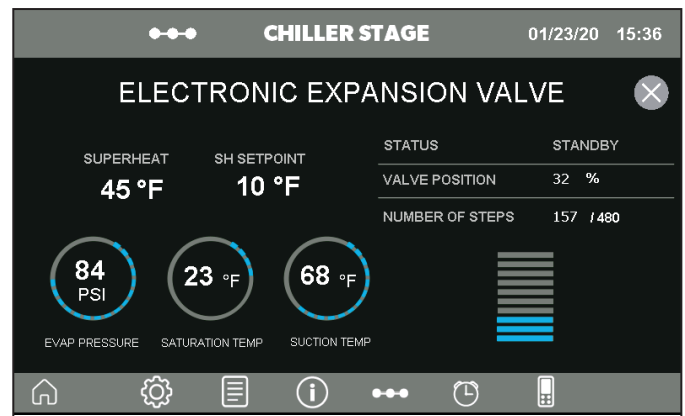 CHILLER STAGE 01/23/20 15:36
ELECTRONIC EXPANSION VALVE
SUPERHEAT SH SETPOINT
45 °F 10 °F
STATUS STANDBY
VALVE POSITION 32 %
NUMBER OF STEPS 157 / 480
84 PSI
23 °F
68 °F
EVAP PRESSURE SATURATION TEMP SUCTION TEMP